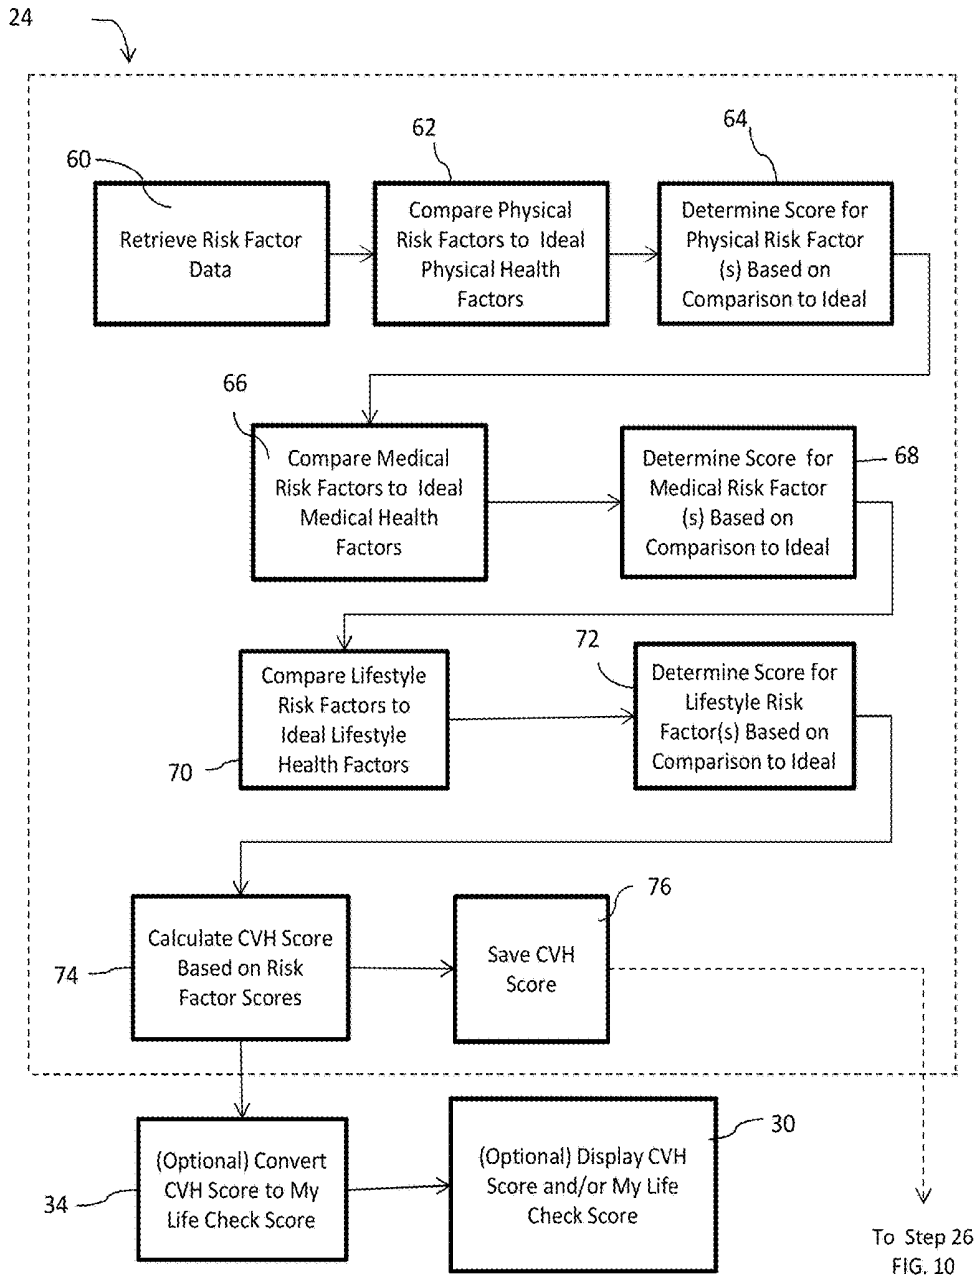 24
60
62
64
Retrieve Risk Factor
Data
Compare Physical
Risk Factors to Ideal
Physical Health
Factors
Determine Score for
Physical Risk Factor
(s) Based on
Comparison to Ideal
66
Compare Medical
Risk Factors to Ideal
Medical Health
Factors
Determine Score for
Medical Risk Factor
(s) Based on
Comparison to Ideal
68
Compare Lifestyle
Risk Factors to
Ideal Lifestyle
Health Factors
70
72
Determine Score for
Lifestyle Risk
Factor(s) Based on
Comparison to Ideal
Calculate CVH Score
Based on Risk
Factor Scores
74
Save CVH
Score
76
(Optional) Convert
CVH Score to My
Life Check Score
34
(Optional) Display CVH
Score and/or My Life
Check Score
30
To Step 26
FIG. 10